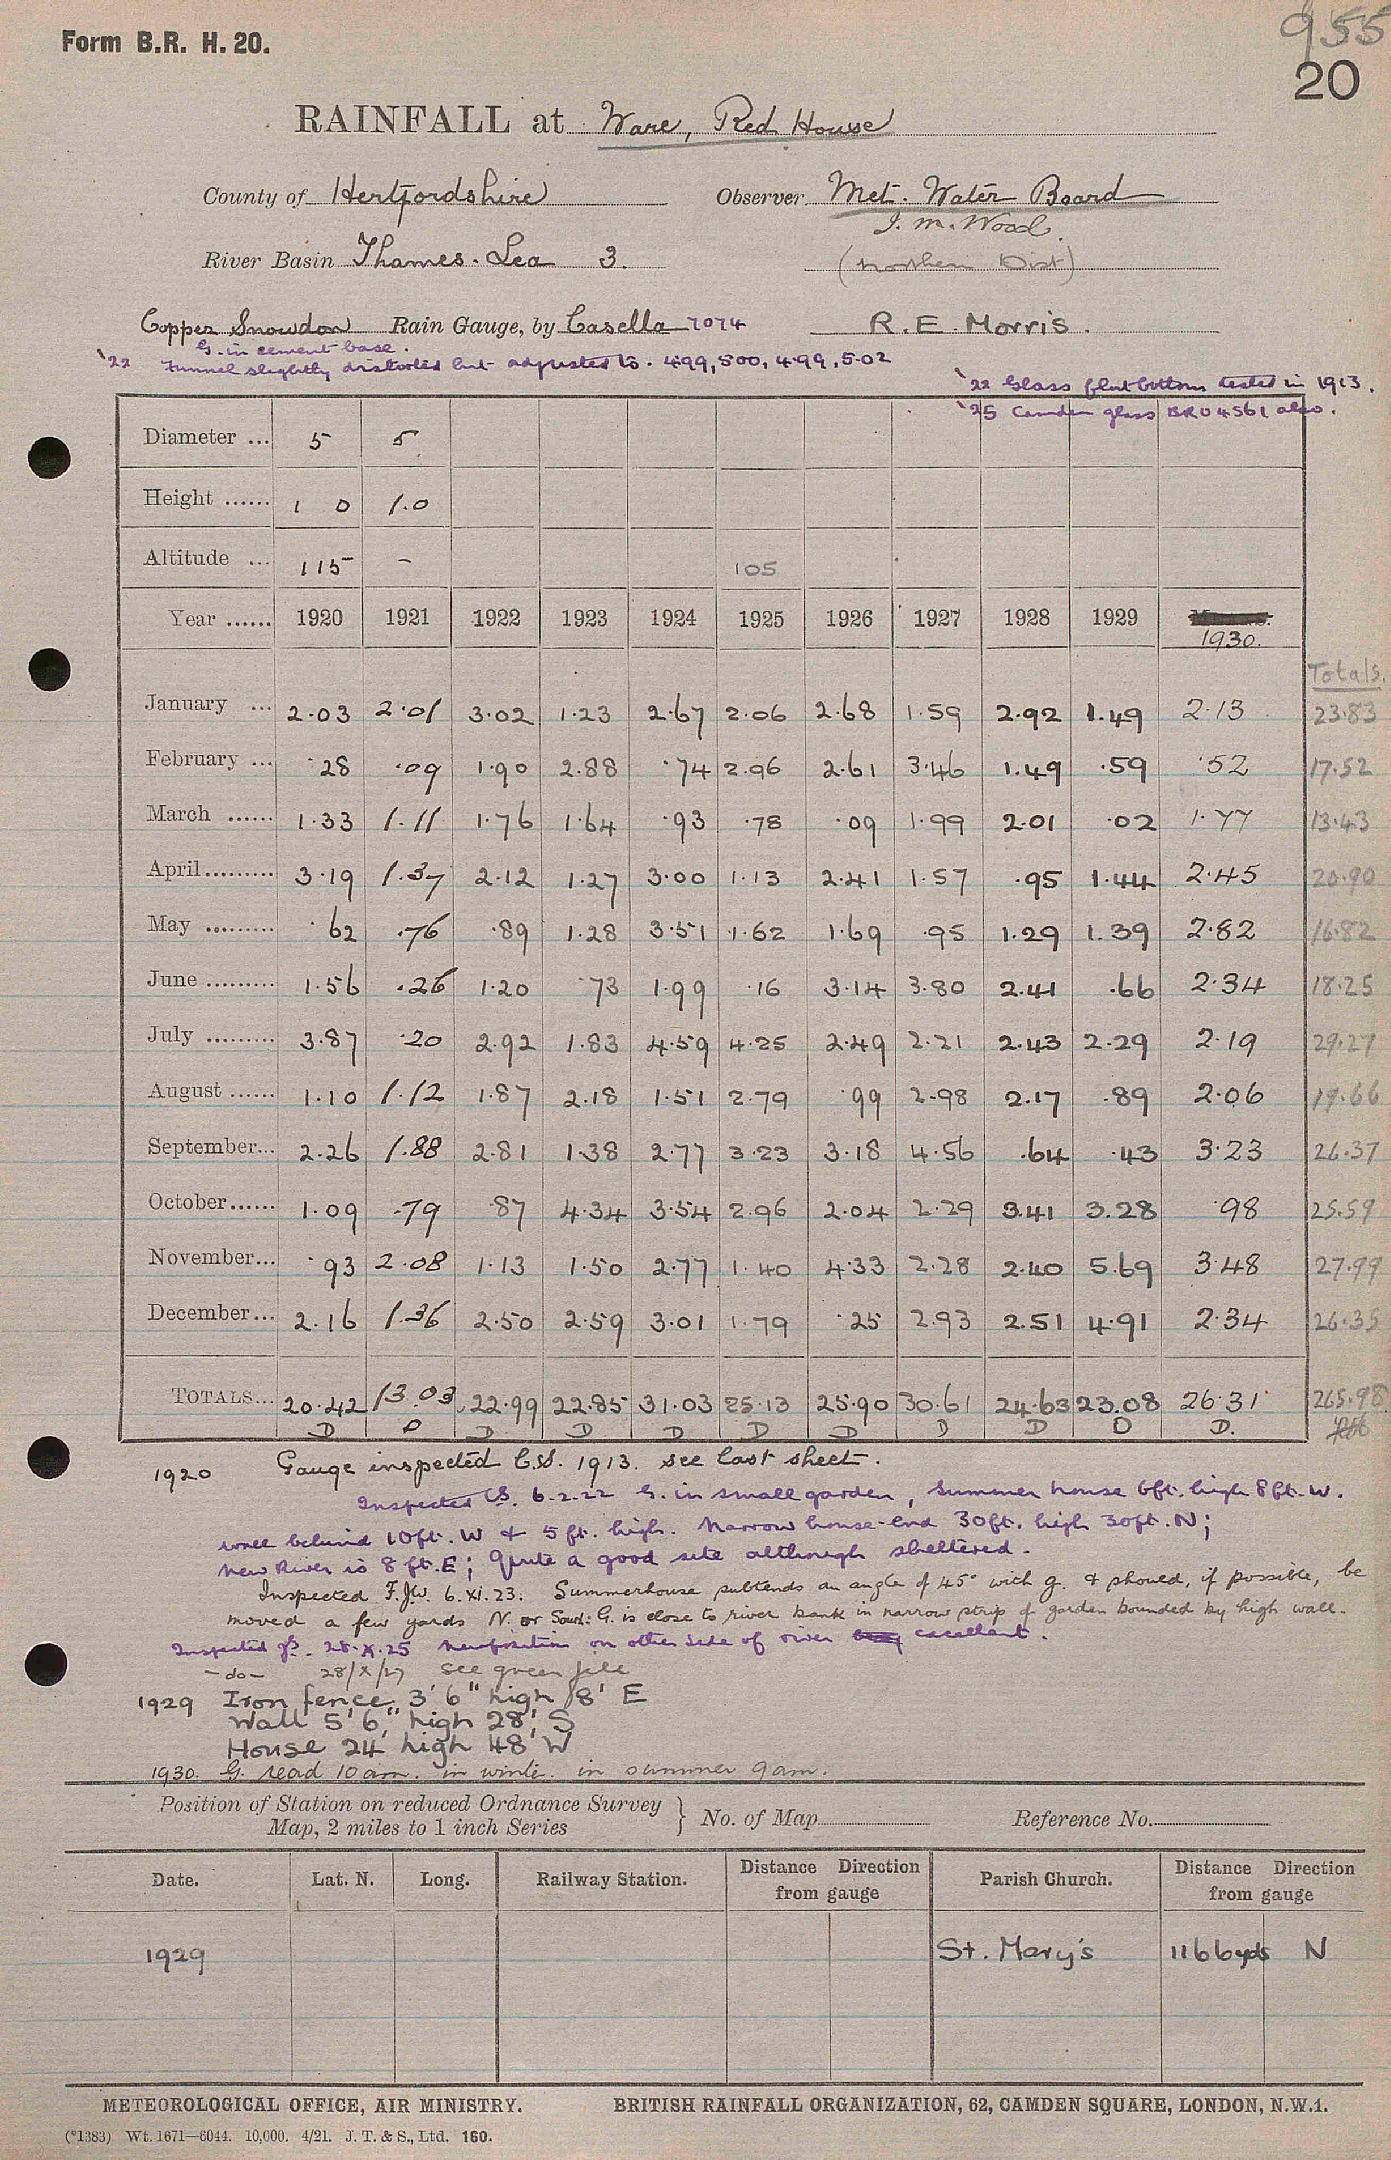 955
Form B.R. H. 20.
20
RAINFALL at Ware, Red House
County of Hertfordshire Observer Met. Water Board
J. M. Wood.
River Basin Thames. Lea 3. (Northern Dist)
Copper Snowdon Rain Gauge, by Casella 7074 R. E. Morris.
G. in cement base.
'22 Funnel slightly distorted but adjusted to. 4.99, 5.00, 4.99, 5.02
'22 Glass flat bottom tested in 1913.
'25 Camden glass BRO 4561 also.
Diameter ... 5 5
Height ...... 1 0 1.0
Altitude ... 115 – 105
Year ...... 1920 1921 1922 1923 1924 1925 1926 1927 1928 1929 1930.
Totals.
January ... 2.03 2.01 3.02 1.23 2.67 2.06 2.68 1.59 2.92 1.49 2.13 23.83
February ... .28 .09 1.90 2.88 .74 2.96 2.61 3.46 1.49 .59 .52 17.52
March ...... 1.33 1.11 1.76 1.64 .93 .78 .09 1.99 2.01 .02 1.77 13.43
April......... 3.19 1.37 2.12 1.27 3.00 1.13 2.41 1.57 .95 1.44 2.45 20.90
May ......... .62 .76 .89 1.28 3.51 1.62 1.69 .95 1.29 1.39 2.82 16.82
June ......... 1.56 .26 1.20 .73 1.99 .16 3.14 3.80 2.41 .66 2.34 18.25
July ......... 3.87 .20 2.92 1.83 4.59 4.25 2.49 2.21 2.43 2.29 2.19 29.27
August ...... 1.10 1.12 1.87 2.18 1.51 2.79 .99 2.98 2.17 .89 2.06 19.66
September... 2.26 1.88 2.81 1.38 2.77 3.23 3.18 4.56 .64 .43 3.23 26.37
October...... 1.09 .79 .87 4.34 3.54 2.96 2.04 2.29 3.41 3.28 .98 25.59
November... .93 2.08 1.13 1.50 2.77 1.40 4.33 2.28 2.40 5.69 3.48 27.99
December... 2.16 1.36 2.50 2.59 3.01 1.79 .25 2.93 2.51 4.91 2.34 26.35
TOTALS... 20.42 13.03 22.99 22.85 31.03 25.13 25.90 30.61 24.63 23.08 26.31 265.98
D D D D D D D D D D D.
1920 Gauge inspected C.S. 1913. see last sheet.
Inspected CS. 6.2.22 G. in small garden, Summer house 6ft. high 8ft. W.
wall behind 10ft. W & 5 ft. high. Narrow house-end 30ft. high 30ft. N;
New River is 8 ft. E; Quite a good site although sheltered.
Inspected F.J.W. 6.XI.23. Summerhouse subtends an angle of 45° with g. & should, if possible, be
moved a few yards N. or South: G. is close to river bank in narrow strip of garden bounded by high wall.
Inspected 28.X.25 New position on other side of river excellent.
– do – 28/X/27 see green file
1929 Iron fence, 3' 6" high 18' E
Wall 5' 6" high 28' S
House 24' high 48' W
1930. G. read 10am. in winter. in summer 9am.
Position of Station on reduced Ordnance Survey
Map, 2 miles to 1 inch Series } No. of Map Reference No.
Date. Lat. N. Long. Railway Station. Distance Direction from gauge Parish Church. Distance Direction from gauge
1929 St. Mary's 1166yds N
METEOROLOGICAL OFFICE, AIR MINISTRY. BRITISH RAINFALL ORGANIZATION, 62, CAMDEN SQUARE, LONDON, N.W.1.
(*1383) Wt. 1671—6044. 10,000. 4/21. J. T. & S., Ltd. 160.